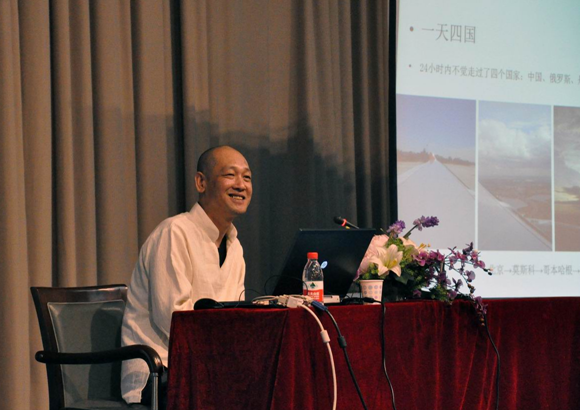 • 一天四国
• 24小时内不觉走过了四个国家：中国、俄罗斯、
→莫斯科→哥本哈根→